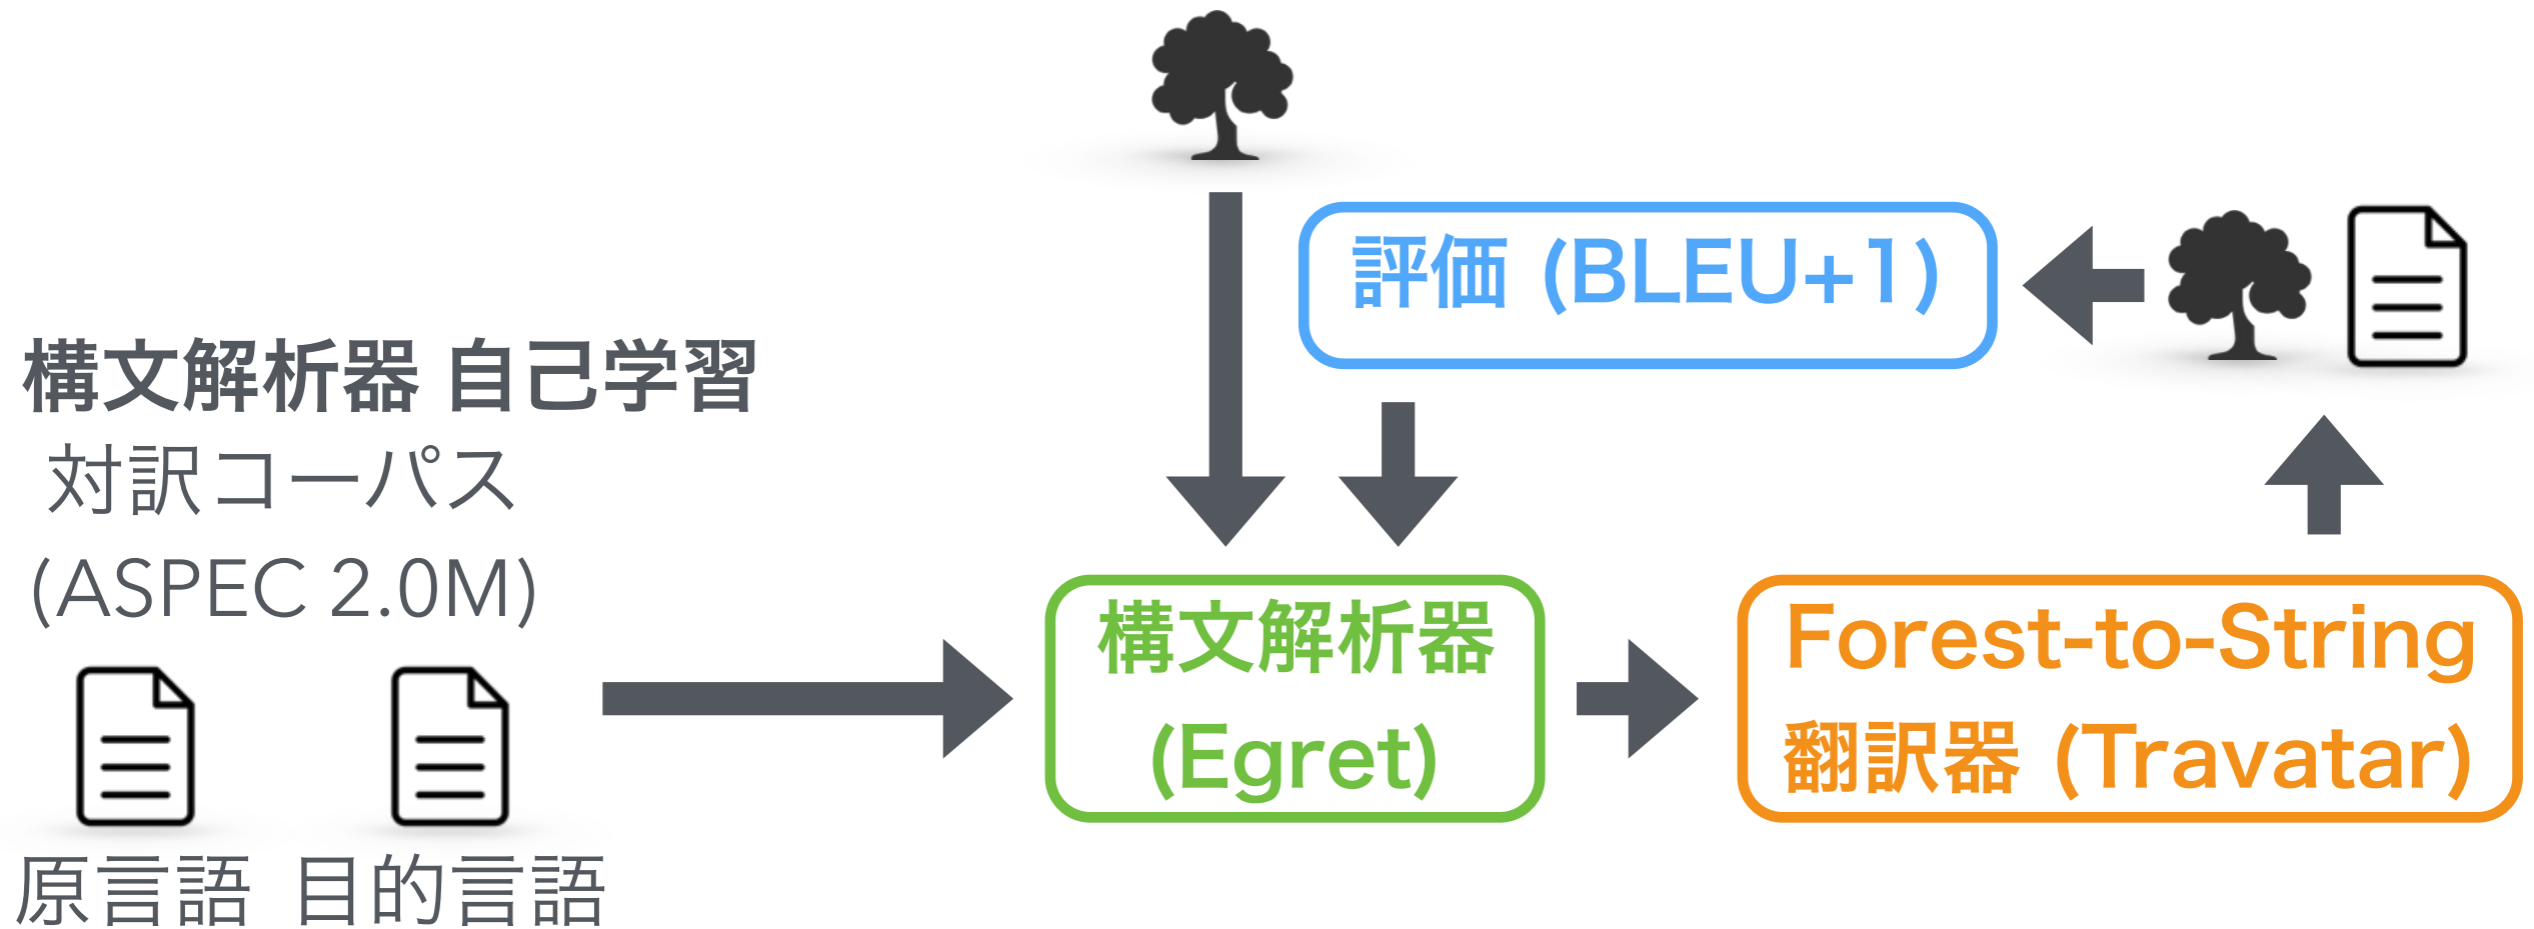 評価 (BLEU+1)
構文解析器 自己学習
対訳コーパス
(ASPEC 2.0M)
構文解析器
(Egret)
Forest-to-String
翻訳器 (Travatar)
原言語 目的言語